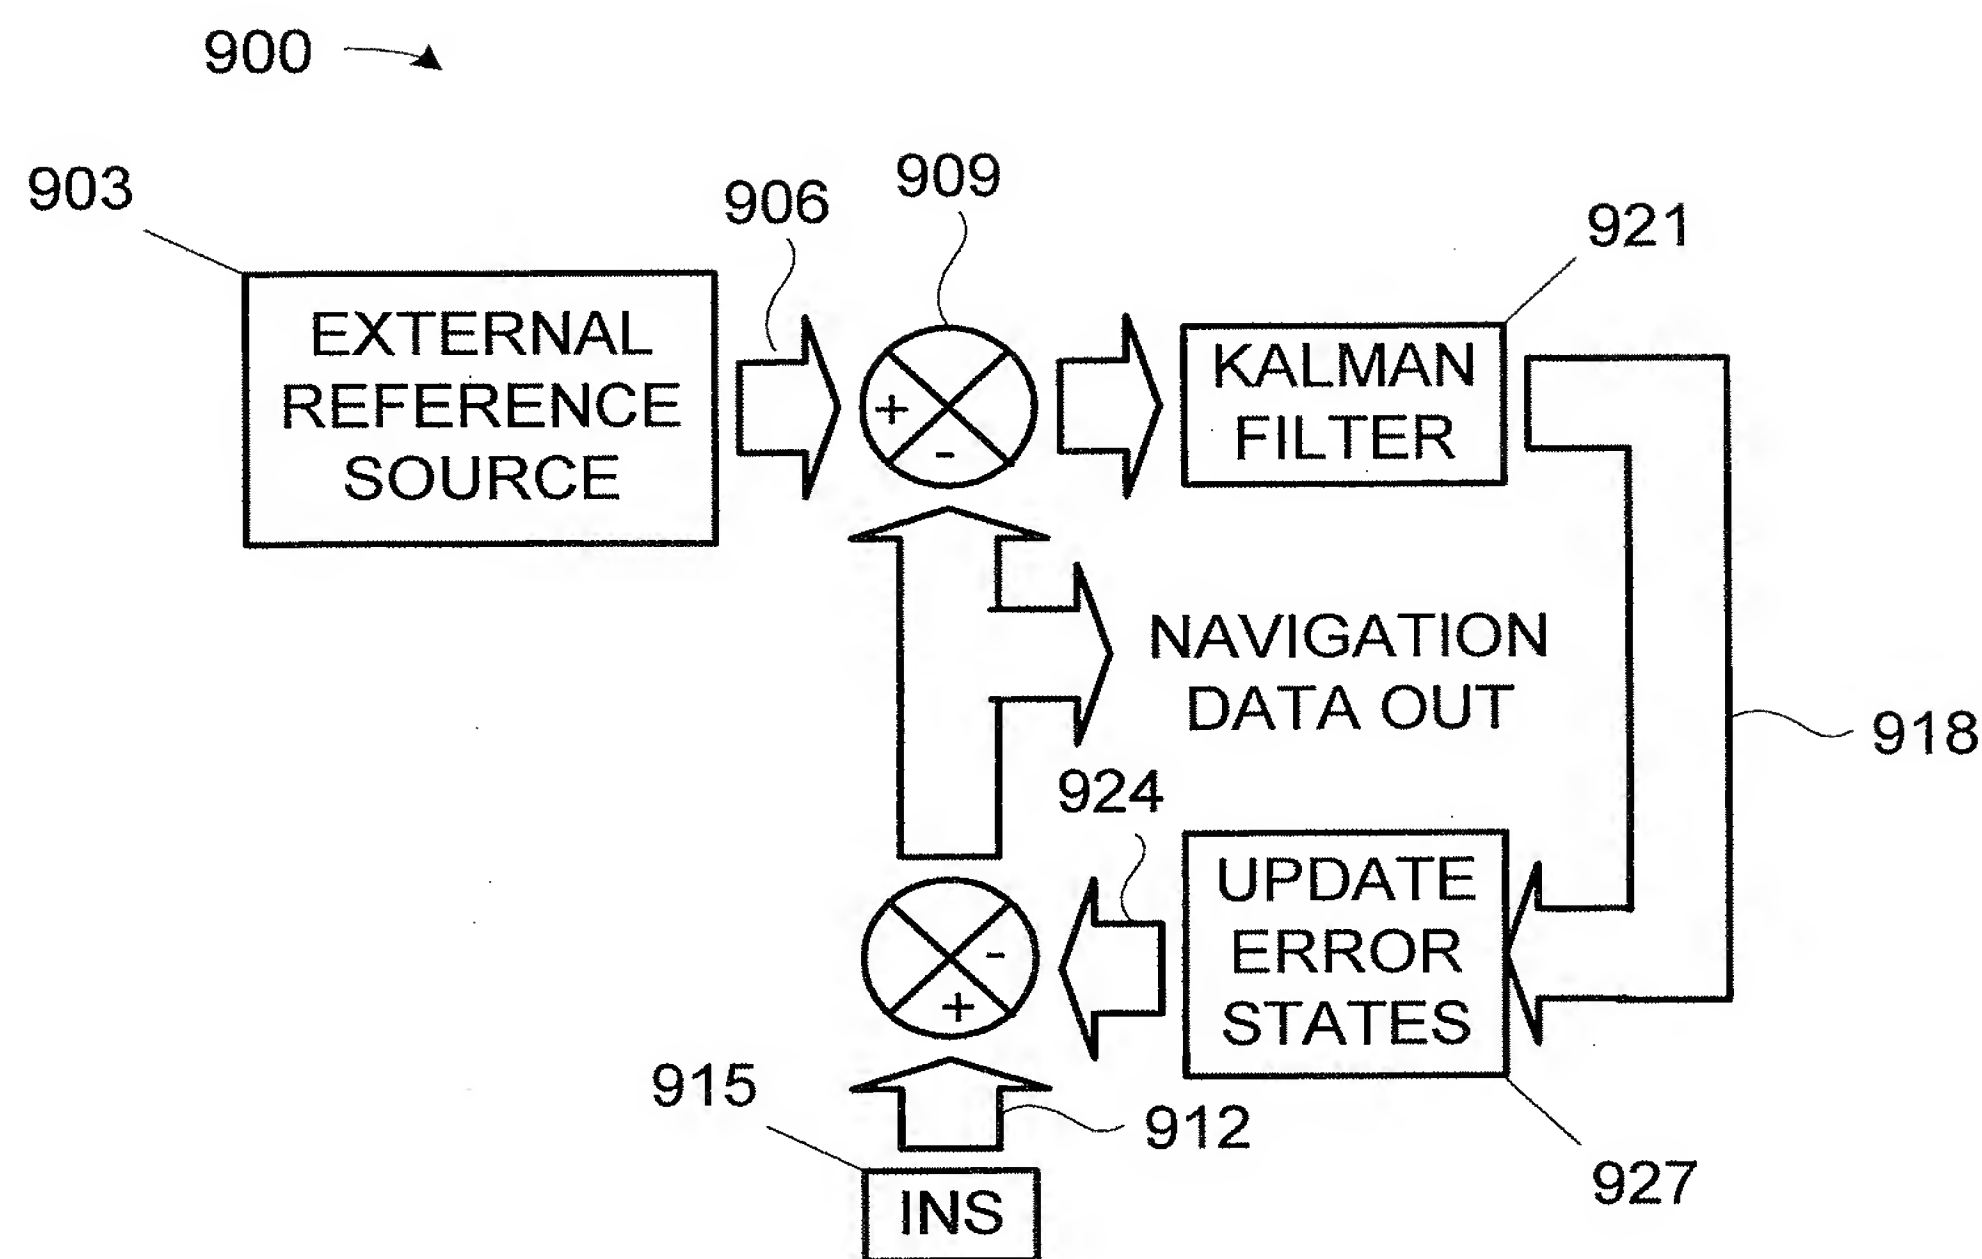 900
903
906
909
921
EXTERNAL
REFERENCE
SOURCE
+
-
KALMAN
FILTER
NAVIGATION
DATA OUT
918
924
-
+
UPDATE
ERROR
STATES
915
912
927
INS